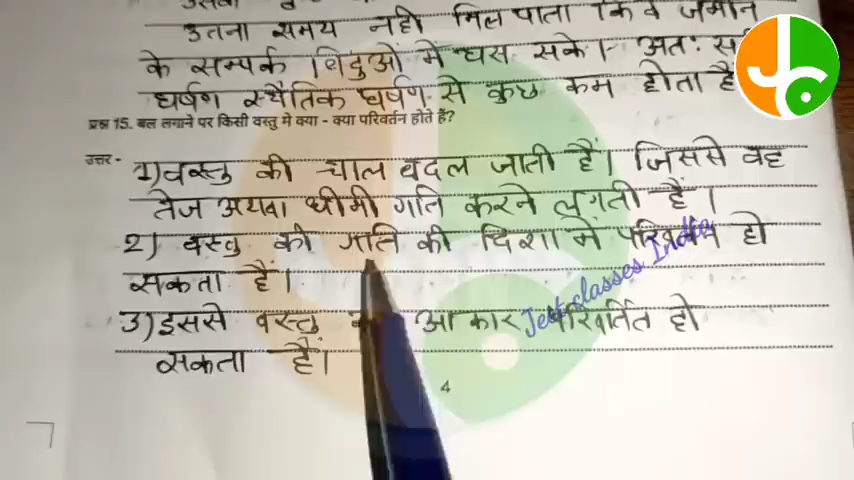 उतना समय नही मिल पाता कि वे जमीन
के सम्पर्क बिंदुओं में घस सके। अतः
घर्षण स्थैतिक घर्षण से कुछ कम होता है
प्रश्न 15. बल लगाने पर किसी वस्तु मे क्या - क्या परिवर्तन होते हैं?
उत्तर - 1) वस्तु की चाल बदल जाती हैं। जिससे वह
तेज अथवा धीमी गति करने लगती हैं।
2) वस्तु की गति की दिशा में परिवर्तन हो
सकता हैं।
3) इससे वस्तु का आकार परिवर्तित हो
सकता हैं।
Jeet classes India
4